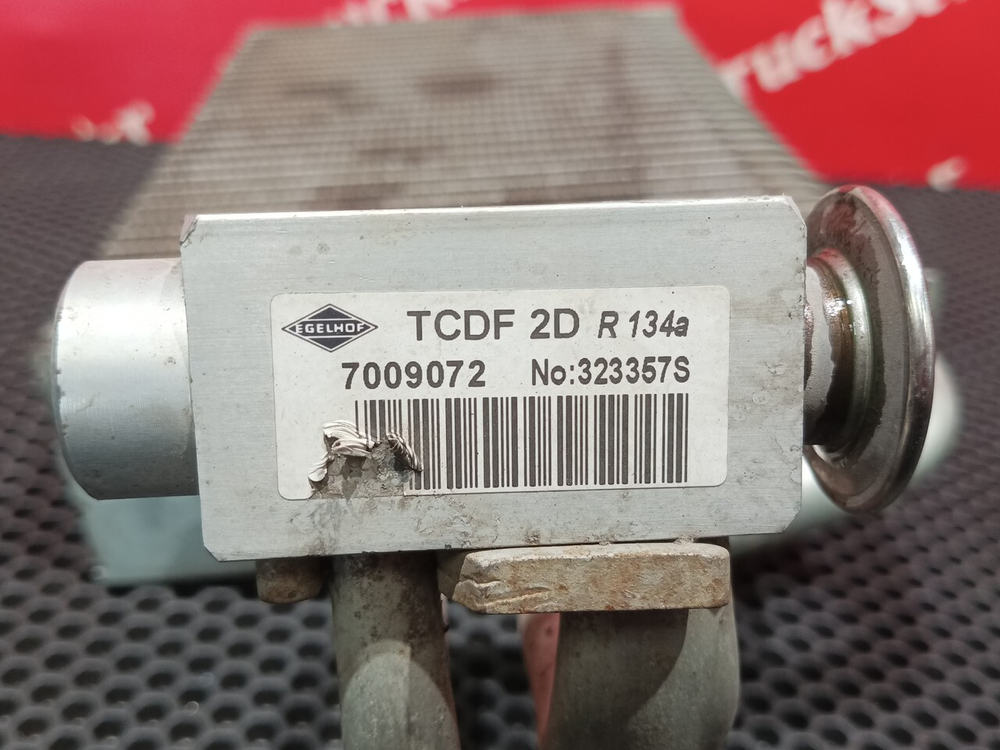 EGELHOF
TCDF 2D R 134a
7009072 No:323357S